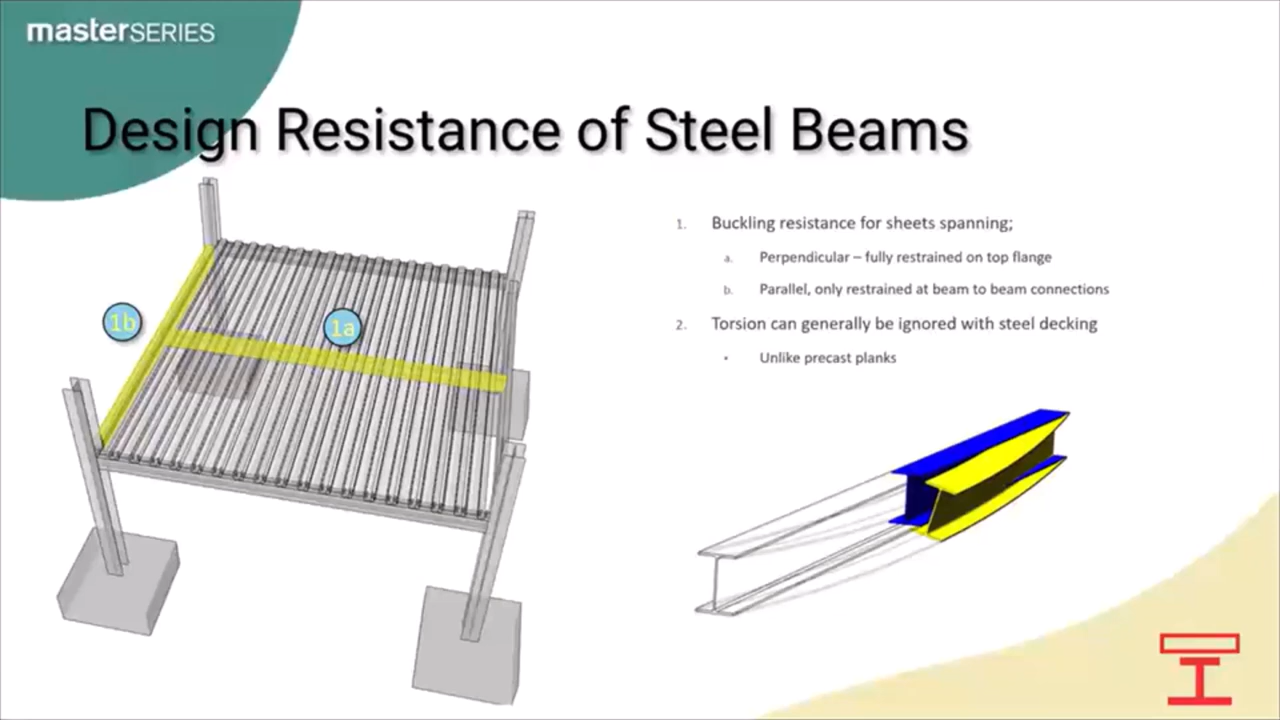 masterSERIES
Design Resistance of Steel Beams
1b
1a
1. Buckling resistance for sheets spanning;
a. Perpendicular – fully restrained on top flange
b. Parallel, only restrained at beam to beam connections
2. Torsion can generally be ignored with steel decking
• Unlike precast planks